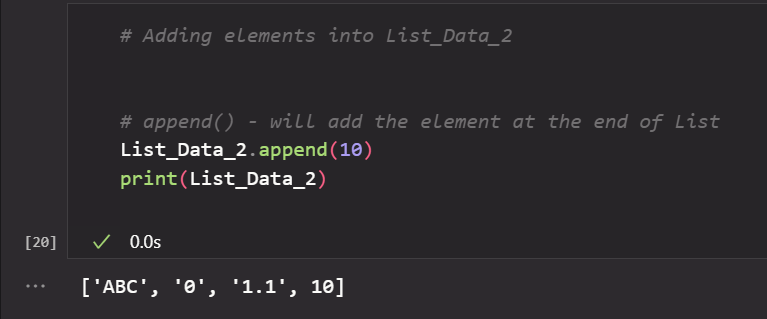 # Adding elements into List_Data_2
# append() - will add the element at the end of List
List_Data_2.append(10)
print(List_Data_2)
[20] 0.0s
... ['ABC', '0', '1.1', 10]